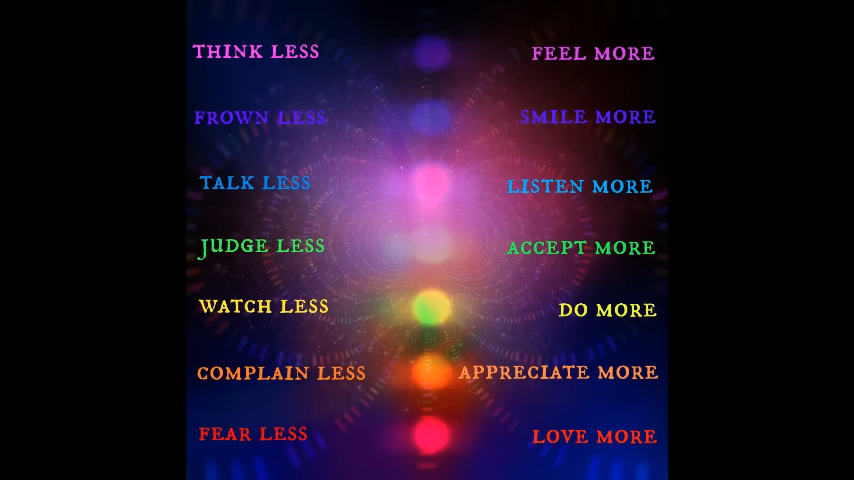 THINK LESS FEEL MORE
FROWN LESS SMILE MORE
TALK LESS LISTEN MORE
JUDGE LESS ACCEPT MORE
WATCH LESS DO MORE
COMPLAIN LESS APPRECIATE MORE
FEAR LESS LOVE MORE